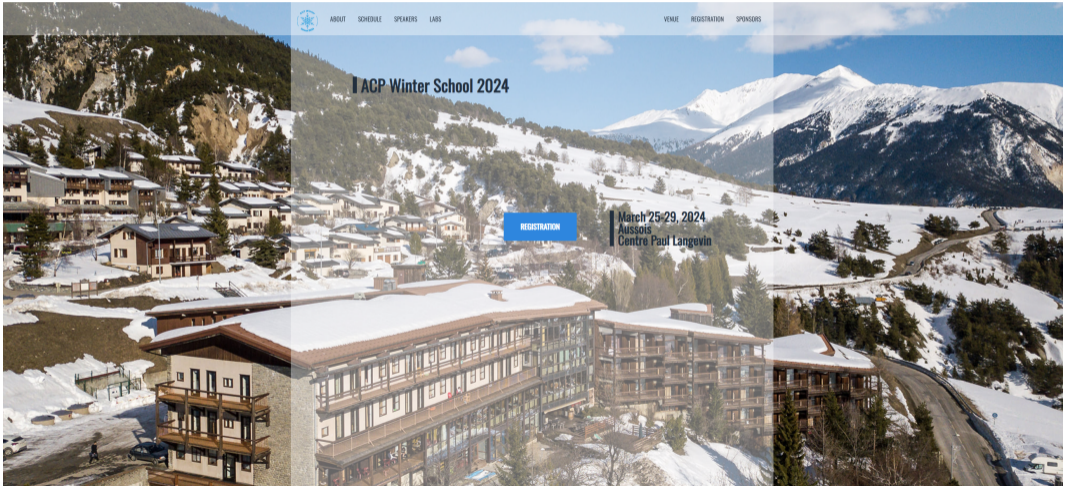 ABOUT SCHEDULE SPEAKERS LABS VENUE REGISTRATION SPONSORS
ACP Winter School 2024
REGISTRATION
March 25-29, 2024
Aussois
Centre Paul Langevin